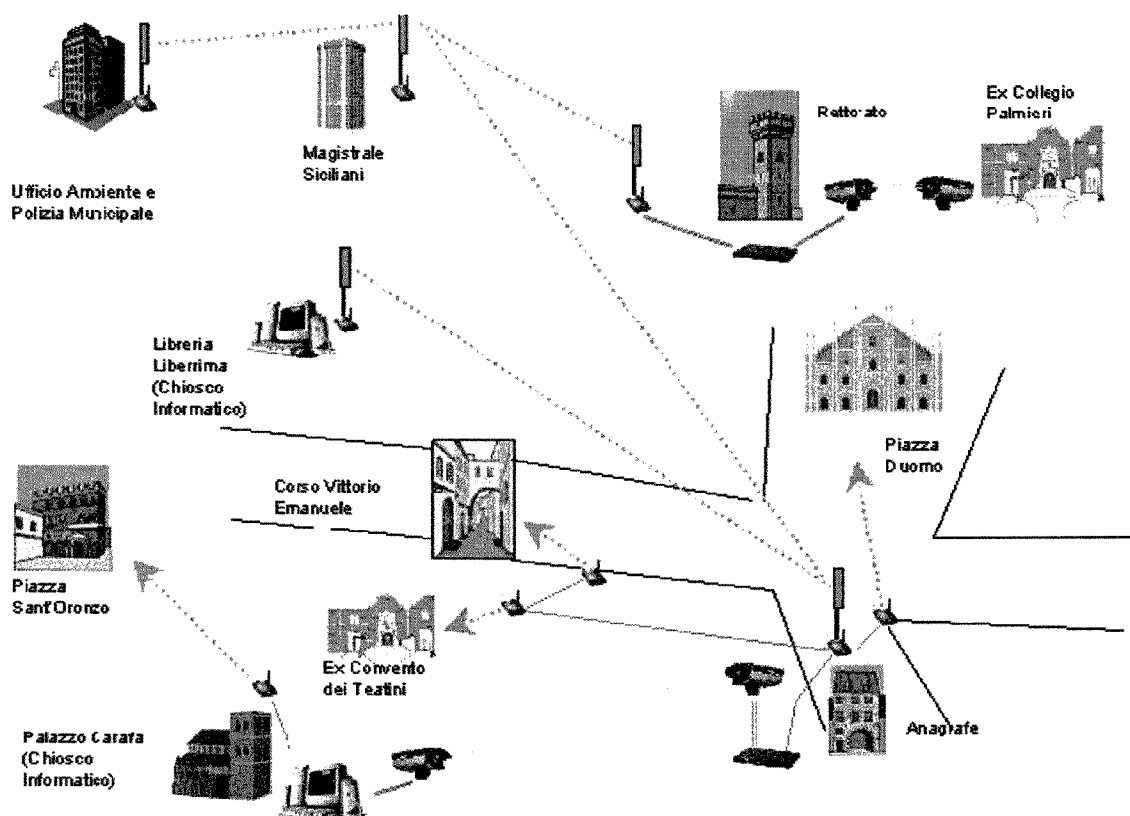 Ufficio Ambiente e
Polizia Municipale
Magistrale
Siciliani
Rettorato
Ex Collegio
Palmieri
Libreria
Liberrima
(Chiosco
Informatico)
Piazza
Duomo
Corso Vittorio
Emanuele
Piazza
Sant'Oronzo
Ex Convento
dei Teatini
Palazzo Carafa
(Chiosco
Informatico)
Anagrafe